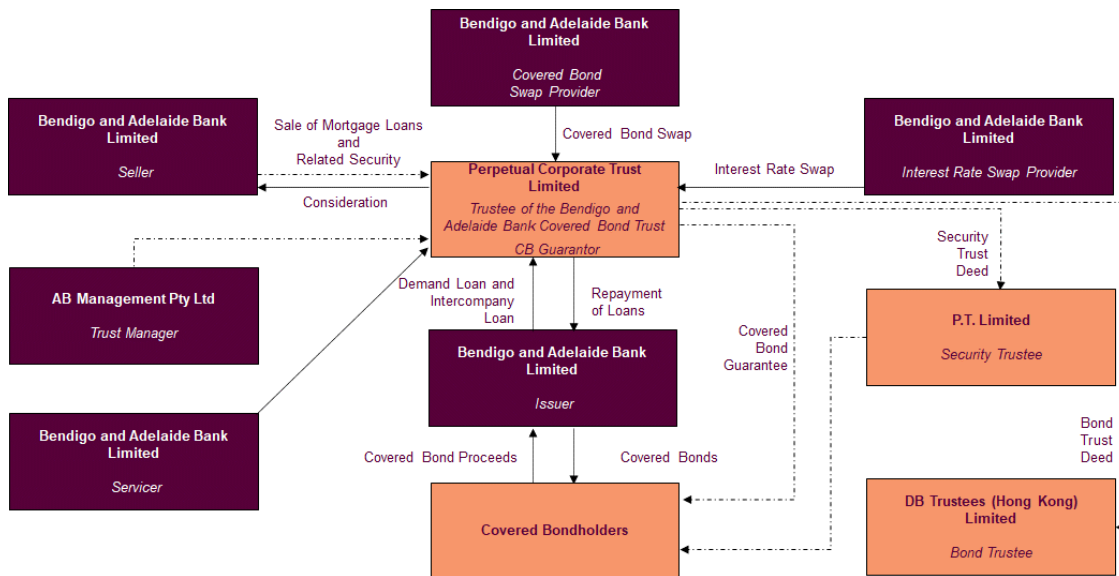 Bendigo and Adelaide Bank
Limited
Covered Bond
Swap Provider
Bendigo and Adelaide Bank
Limited
Seller
Sale of Mortgage Loans
and
Related Security
Consideration
Covered Bond Swap
Bendigo and Adelaide Bank
Limited
Interest Rate Swap Provider
Interest Rate Swap
Perpetual Corporate Trust
Limited
Trustee of the Bendigo and
Adelaide Bank Covered Bond Trust
CB Guarantor
AB Management Pty Ltd
Trust Manager
Demand Loan and
Intercompany
Loan
Repayment
of Loans
Security
Trust
Deed
P.T. Limited
Security Trustee
Covered
Bond
Guarantee
Bendigo and Adelaide Bank
Limited
Issuer
Bendigo and Adelaide Bank
Limited
Servicer
Covered Bond Proceeds
Covered Bonds
Bond
Trust
Deed
Covered Bondholders
DB Trustees (Hong Kong)
Limited
Bond Trustee